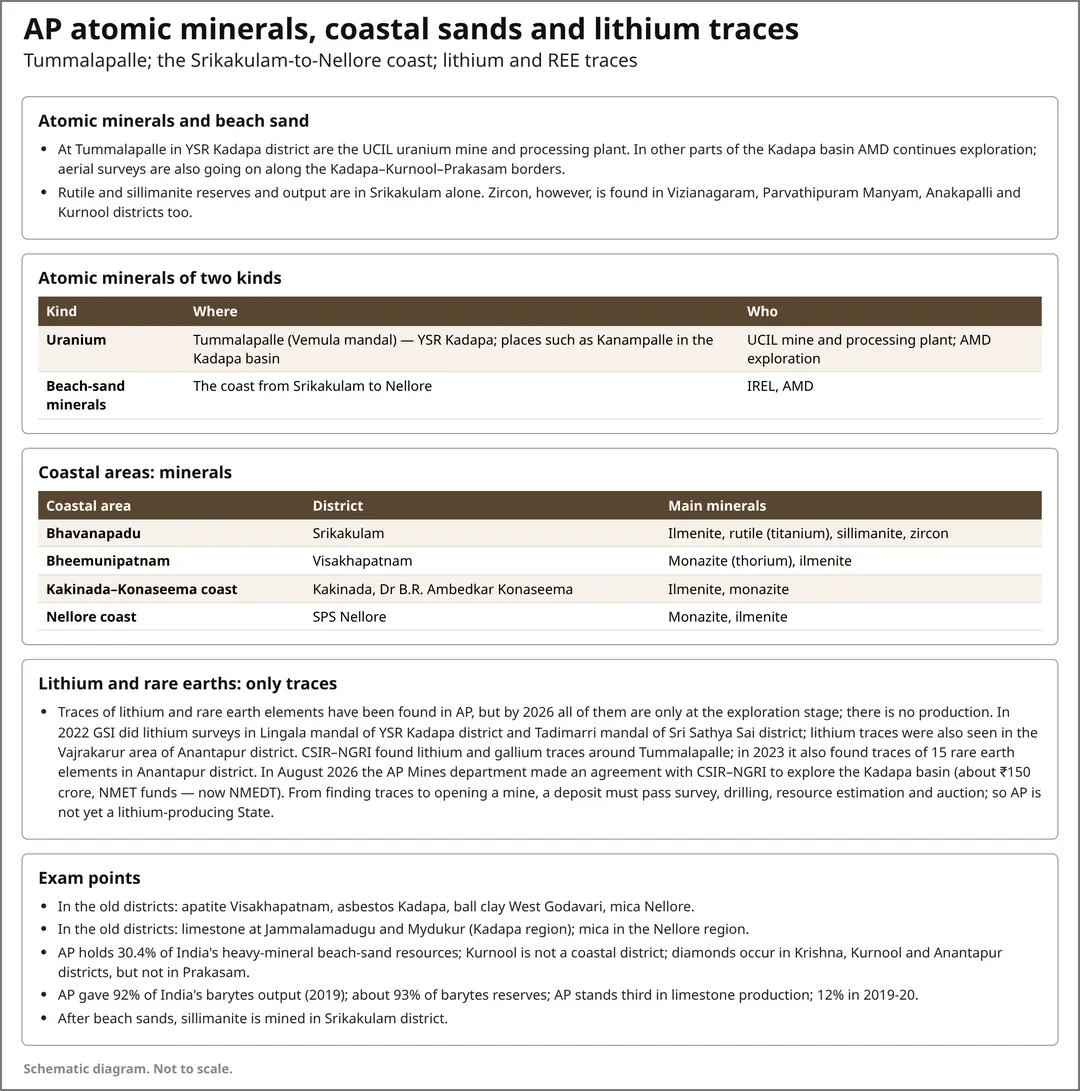 AP atomic minerals, coastal sands and lithium traces
Tummalapalle; the Srikakulam-to-Nellore coast; lithium and REE traces
Atomic minerals and beach sand
• At Tummalapalle in YSR Kadapa district are the UCIL uranium mine and processing plant. In other parts of the Kadapa basin AMD continues exploration;
aerial surveys are also going on along the Kadapa–Kurnool–Prakasam borders.
• Rutile and sillimanite reserves and output are in Srikakulam alone. Zircon, however, is found in Vizianagaram, Parvathipuram Manyam, Anakapalli and
Kurnool districts too.
Atomic minerals of two kinds
Kind Where Who
Uranium Tummalapalle (Vemula mandal) — YSR Kadapa; places such as Kanampalle in the UCIL mine and processing plant; AMD
Kadapa basin exploration
Beach-sand The coast from Srikakulam to Nellore IREL, AMD
minerals
Coastal areas: minerals
Coastal area District Main minerals
Bhavanapadu Srikakulam Ilmenite, rutile (titanium), sillimanite, zircon
Bheemunipatnam Visakhapatnam Monazite (thorium), ilmenite
Kakinada–Konaseema coast Kakinada, Dr B.R. Ambedkar Konaseema Ilmenite, monazite
Nellore coast SPS Nellore Monazite, ilmenite
Lithium and rare earths: only traces
• Traces of lithium and rare earth elements have been found in AP, but by 2026 all of them are only at the exploration stage; there is no production. In
2022 GSI did lithium surveys in Lingala mandal of YSR Kadapa district and Tadimarri mandal of Sri Sathya Sai district; lithium traces were also seen in the
Vajrakarur area of Anantapur district. CSIR–NGRI found lithium and gallium traces around Tummalapalle; in 2023 it also found traces of 15 rare earth
elements in Anantapur district. In August 2026 the AP Mines department made an agreement with CSIR–NGRI to explore the Kadapa basin (about ₹150
crore, NMET funds — now NMEDT). From finding traces to opening a mine, a deposit must pass survey, drilling, resource estimation and auction; so AP is
not yet a lithium-producing State.
Exam points
• In the old districts: apatite Visakhapatnam, asbestos Kadapa, ball clay West Godavari, mica Nellore.
• In the old districts: limestone at Jammalamadugu and Mydukur (Kadapa region); mica in the Nellore region.
• AP holds 30.4% of India's heavy-mineral beach-sand resources; Kurnool is not a coastal district; diamonds occur in Krishna, Kurnool and Anantapur
districts, but not in Prakasam.
• AP gave 92% of India's barytes output (2019); about 93% of barytes reserves; AP stands third in limestone production; 12% in 2019-20.
• After beach sands, sillimanite is mined in Srikakulam district.
Schematic diagram. Not to scale.